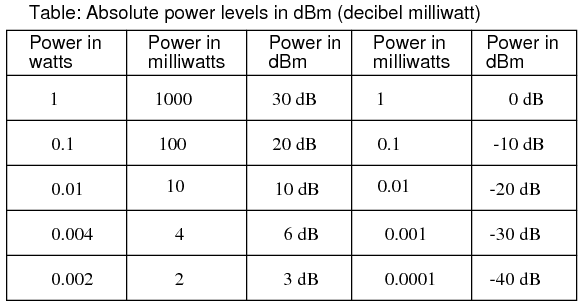 Table: Absolute power levels in dBm (decibel milliwatt)
Power in watts Power in milliwatts Power in dBm Power in milliwatts Power in dBm
1 1000 30 dB 1 0 dB
0.1 100 20 dB 0.1 -10 dB
0.01 10 10 dB 0.01 -20 dB
0.004 4 6 dB 0.001 -30 dB
0.002 2 3 dB 0.0001 -40 dB